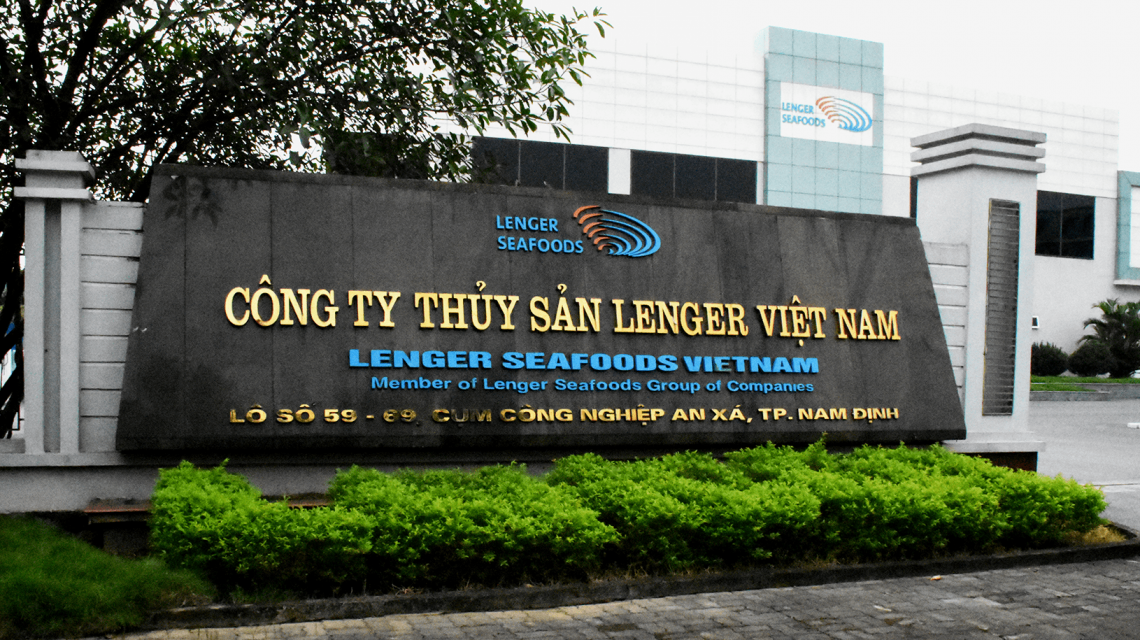 LENGER
SEAFOODS
LENGER
SEAFOODS
CÔNG TY THỦY SẢN LENGER VIỆT NAM
LENGER SEAFOODS VIETNAM
Member of Lenger Seafoods Group of Companies
LÔ SỐ 59 - 69, CỤM CÔNG NGHIỆP AN XÁ, TP. NAM ĐỊNH